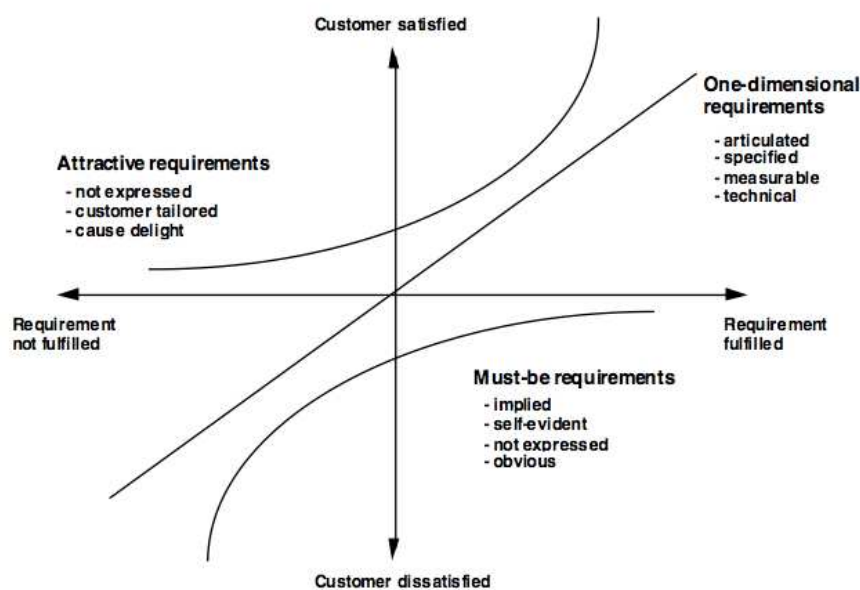 Customer satisfied
One-dimensional
requirements
- articulated
- specified
- measurable
- technical
Attractive requirements
- not expressed
- customer tailored
- cause delight
Requirement
not fulfilled
Requirement
fulfilled
Must-be requirements
- implied
- self-evident
- not expressed
- obvious
Customer dissatisfied